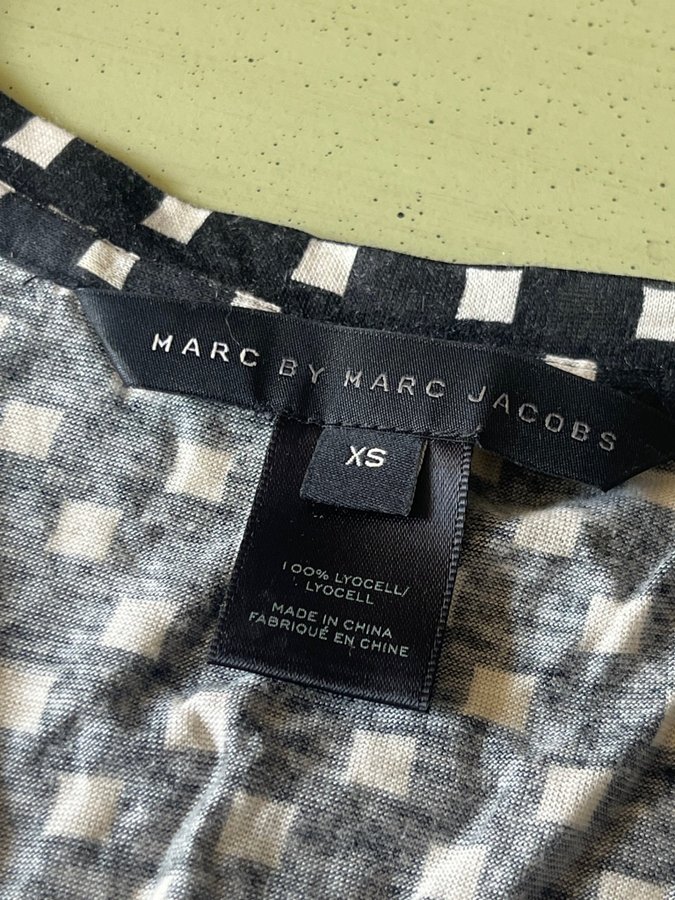 MARC BY MARC JACOBS
XS
100% LYOCELL/
LYOCELL
MADE IN CHINA
FABRIQUÉ EN CHINE